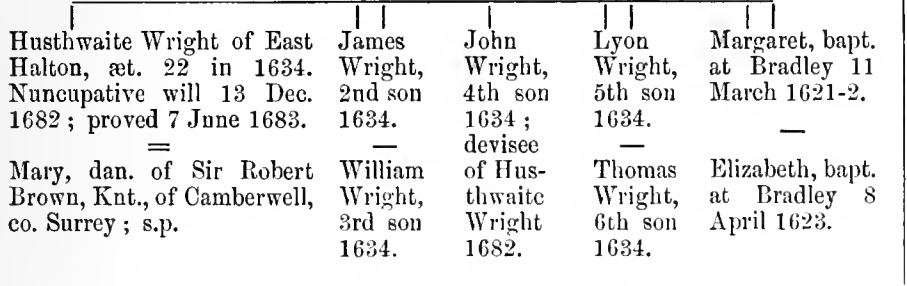 Husthwaite Wright of East
Halton, æt. 22 in 1634.
Nuncupative will 13 Dec.
1682 ; proved 7 June 1683.
=
Mary, dau. of Sir Robert
Brown, Knt., of Camberwell,
co. Surrey ; s.p.
James
Wright,
2nd son
1634.
—
William
Wright,
3rd son
1634.
John
Wright,
4th son
1634 ;
devisee
of Hus-
thwaite
Wright
1682.
Lyon
Wright,
5th son
1634.
—
Thomas
Wright,
6th son
1634.
Margaret, bapt.
at Bradley 11
March 1621-2.
—
Elizabeth, bapt.
at Bradley 8
April 1623.